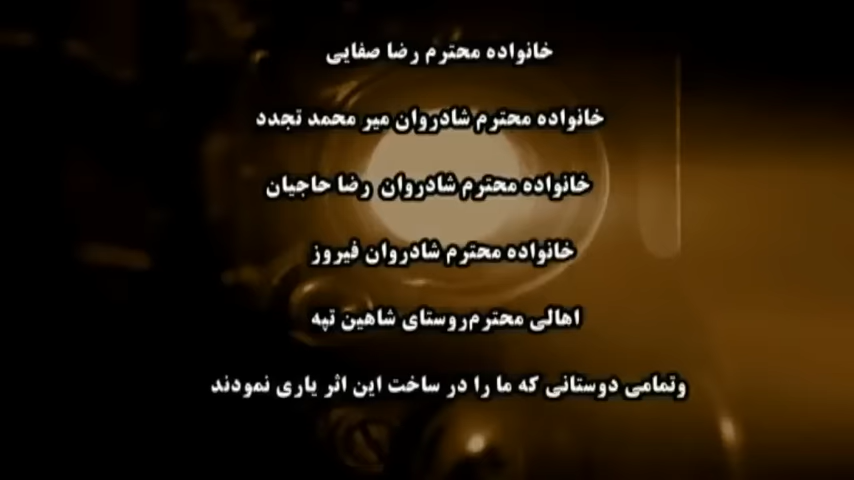 خانواده محترم رضا صفایی
خانواده محترم شادروان میر محمد تجدد
خانواده محترم شادروان رضا حاجیان
خانواده محترم شادروان فیروز
اهالی محترم‌روستای شاهین تپه
وتمامی دوستانی که ما را در ساخت این اثر یاری نمودند